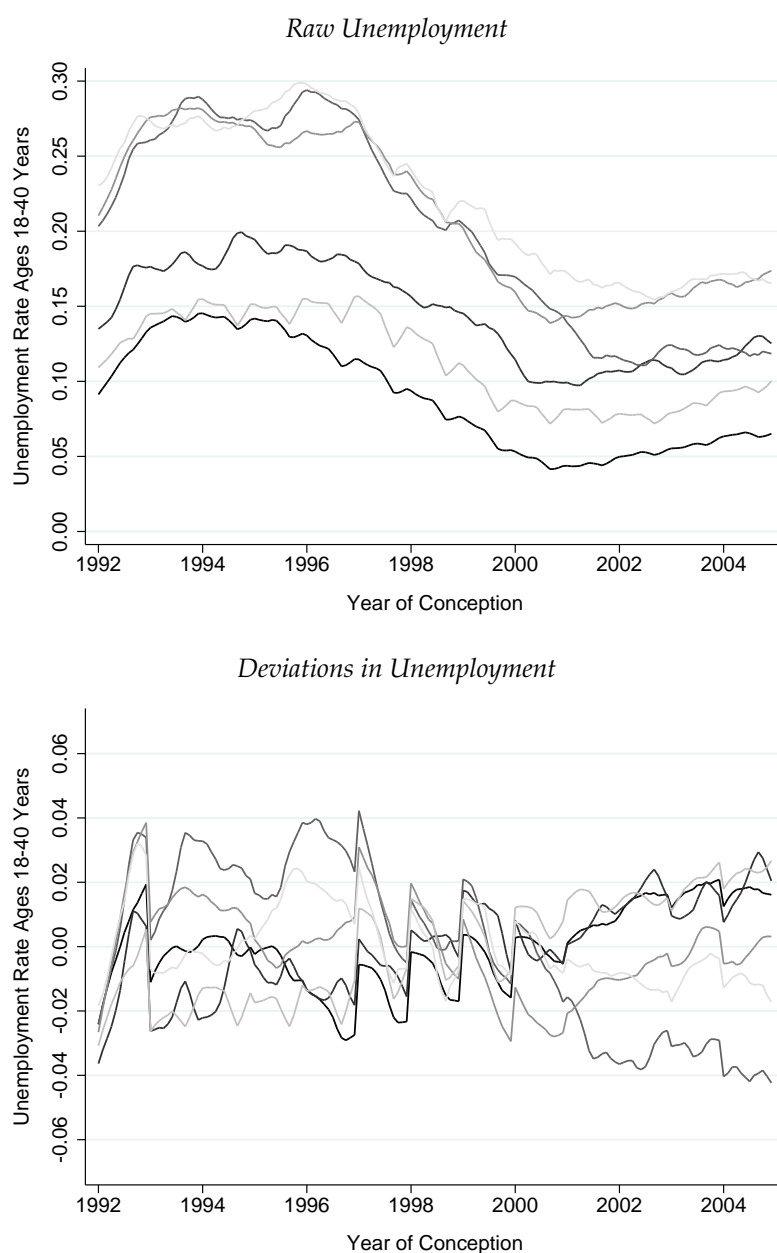 Raw Unemployment
Unemployment Rate Ages 18-40 Years
0.30
0.25
0.20
0.15
0.10
0.05
0.00
1992 1994 1996 1998 2000 2002 2004
Year of Conception
Deviations in Unemployment
Unemployment Rate Ages 18-40 Years
0.06
0.04
0.02
0.00
-0.02
-0.04
-0.06
1992 1994 1996 1998 2000 2002 2004
Year of Conception